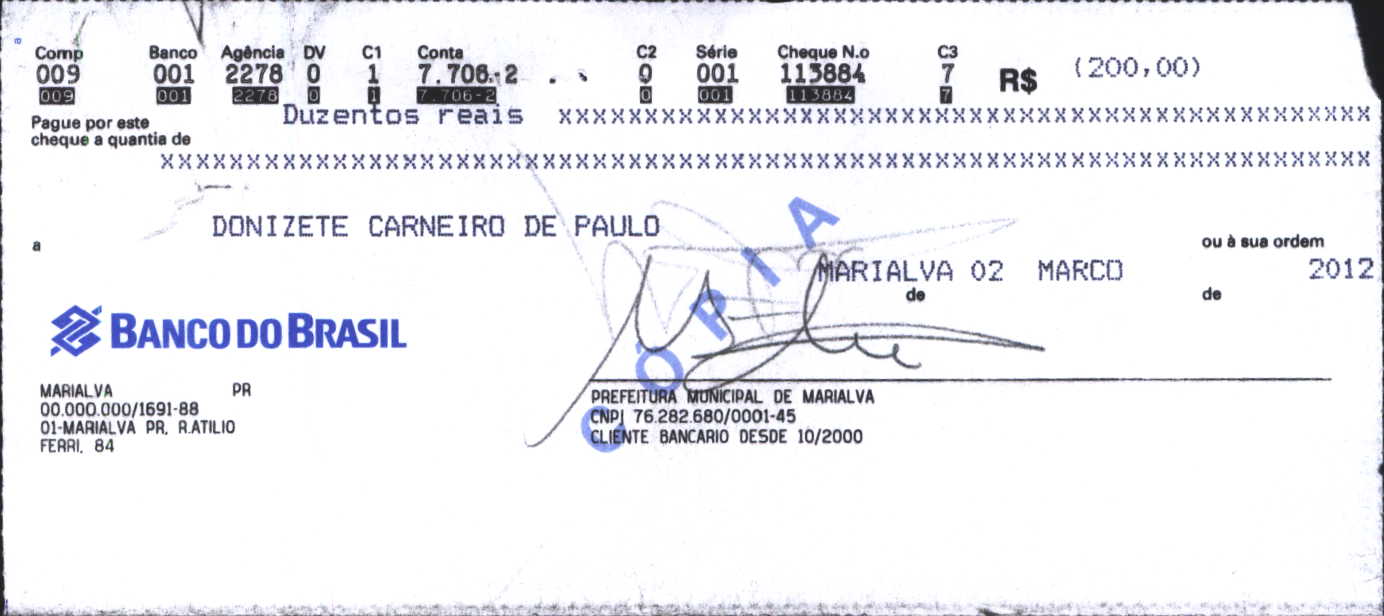 Comp Banco Agência DV C1 Conta C2 Série Cheque N.o C3
009 001 2278 0 1 7.706-2 0 001 113884 7 R$ (200,00)
009 001 2278 0 1 7.706-2 0 001 113884 7
Duzentos reais xxxxxxxxxxxxxxxxxxxxxxxxxxxxxxxxxxxxxxxxxxxxxxxxxxxxxxx
Pague por este
cheque a quantia de
xxxxxxxxxxxxxxxxxxxxxxxxxxxxxxxxxxxxxxxxxxxxxxxxxxxxxxxxxxxxxxxxxxxxxxxxxxxxxxxx
DONIZETE CARNEIRO DE PAULO
a ou à sua ordem
MARIALVA 02 MARCO 2012
de de
CÓPIA
BANCO DO BRASIL
MARIALVA PR
00.000.000/1691-88
01-MARIALVA PR. R.ATILIO
FERRI, 84
PREFEITURA MUNICIPAL DE MARIALVA
CNPJ 76.282.680/0001-45
CLIENTE BANCARIO DESDE 10/2000